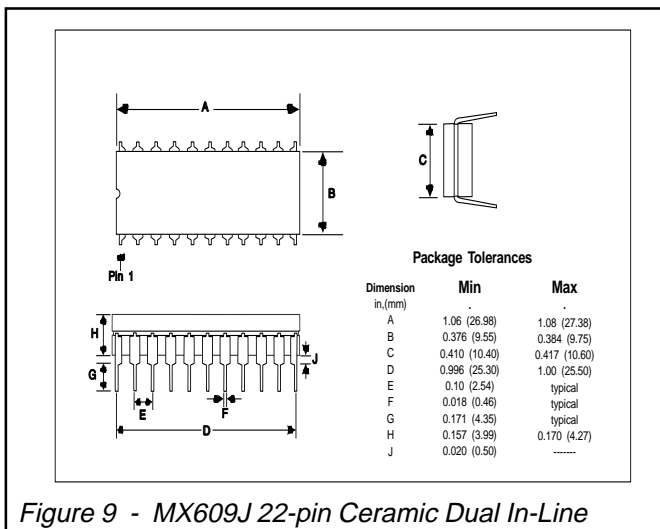 A
B
C
Pin 1
H
G
J
E
F
D
Package Tolerances
Dimension Min Max
in,(mm) . .
A 1.06 (26.98) 1.08 (27.38)
B 0.376 (9.55) 0.384 (9.75)
C 0.410 (10.40) 0.417 (10.60)
D 0.996 (25.30) 1.00 (25.50)
E 0.10 (2.54) typical
F 0.018 (0.46) typical
G 0.171 (4.35) typical
H 0.157 (3.99) 0.170 (4.27)
J 0.020 (0.50) -------
Figure 9 - MX609J 22-pin Ceramic Dual In-Line